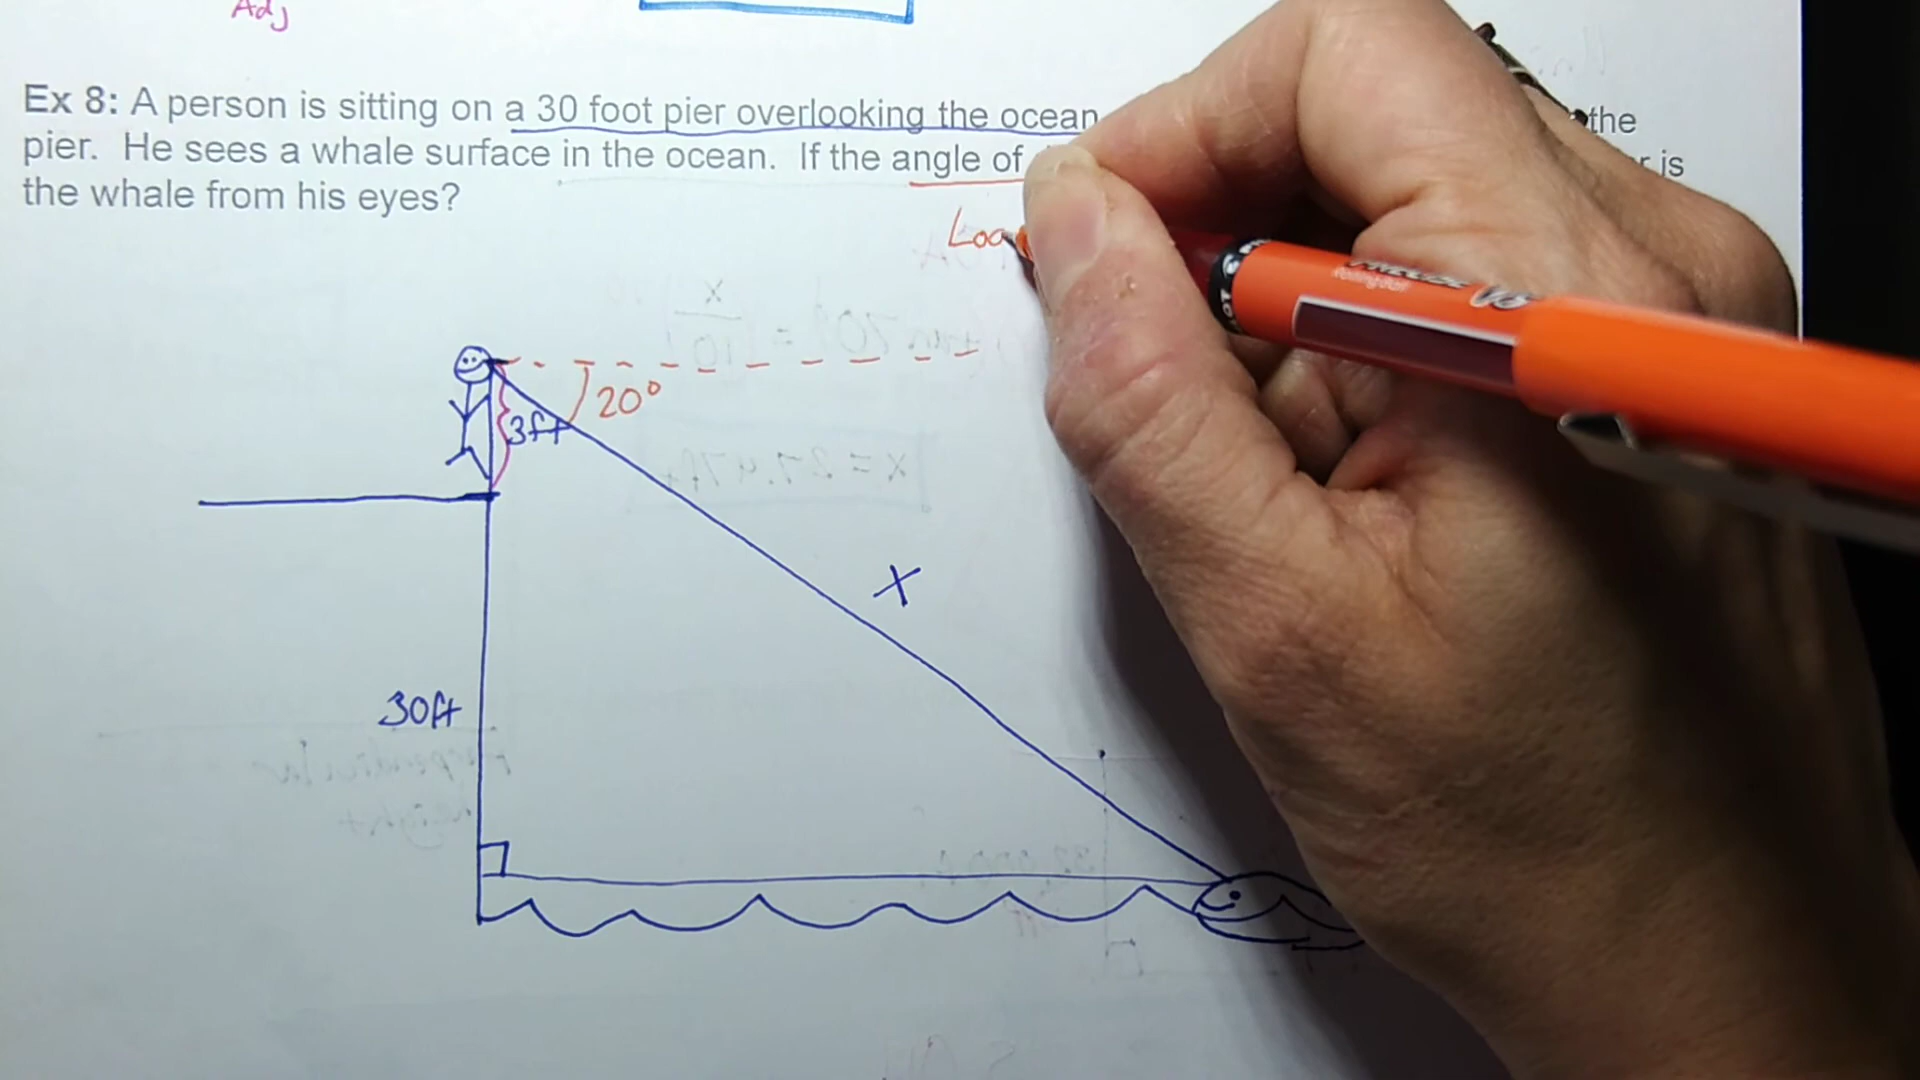 Adj
Ex 8: A person is sitting on a 30 foot pier overlooking the ocean the
pier. He sees a whale surface in the ocean. If the angle of is
the whale from his eyes?
Loo
20°
3ft
X
30ft